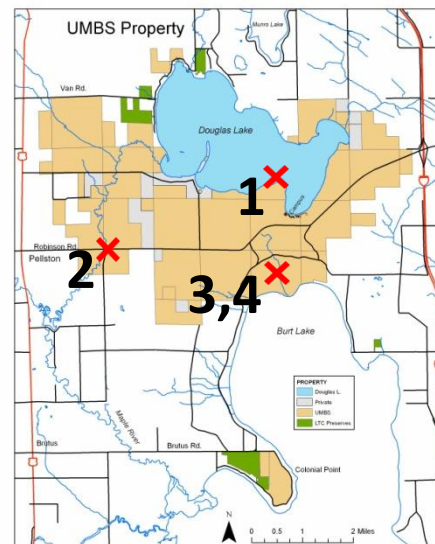 UMBS Property
Munro Lake
Van Rd.
Douglas Lake
1
Campus
Robinson Rd.
Pellston
2
3,4
Burt Lake
PROPERTY
Douglas L.
Private
UMBS
LTC Preserves
Maple River
Brutus
Brutus Rd.
Colonial Point
N
0 0.5 1 2 Miles